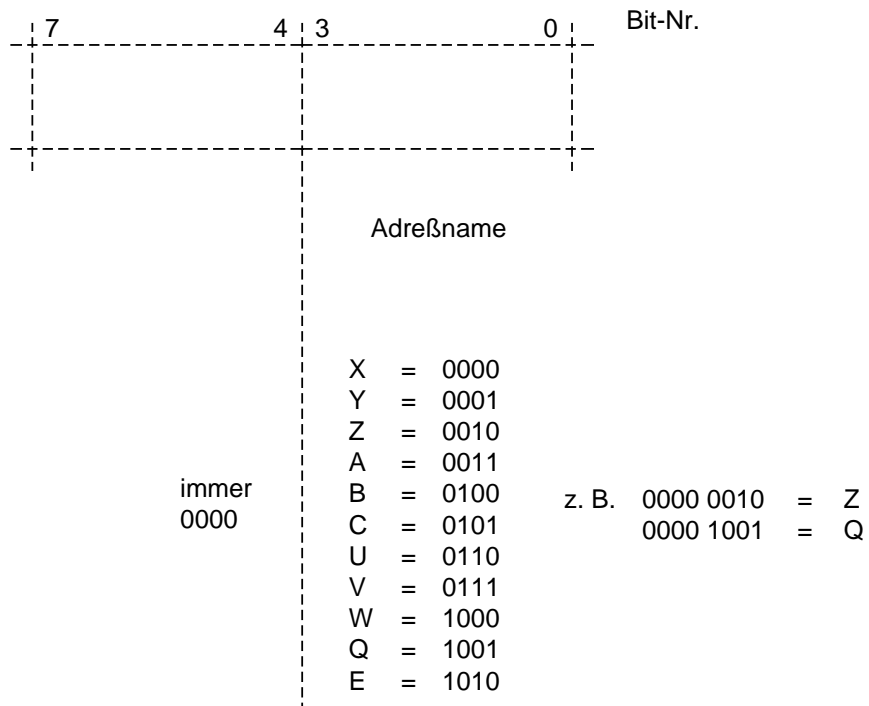 7 4 3 0 Bit-Nr.
Adreßname
X = 0000
Y = 0001
Z = 0010
A = 0011
B = 0100
C = 0101
U = 0110
V = 0111
W = 1000
Q = 1001
E = 1010
immer
0000
z. B. 0000 0010 = Z
0000 1001 = Q